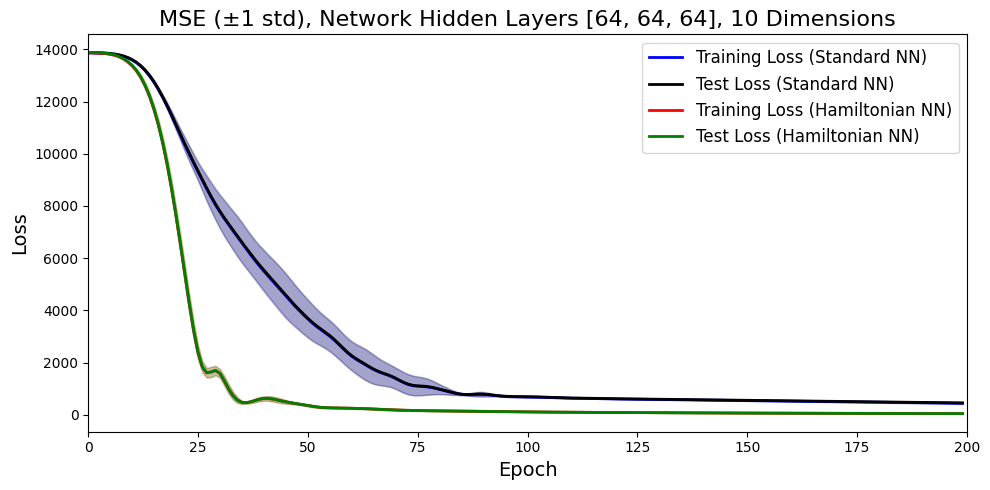 MSE (±1 std), Network Hidden Layers [64, 64, 64], 10 Dimensions
Training Loss (Standard NN)
Test Loss (Standard NN)
Training Loss (Hamiltonian NN)
Test Loss (Hamiltonian NN)
14000
12000
10000
8000
6000
4000
2000
0
Loss
0 25 50 75 100 125 150 175 200
Epoch